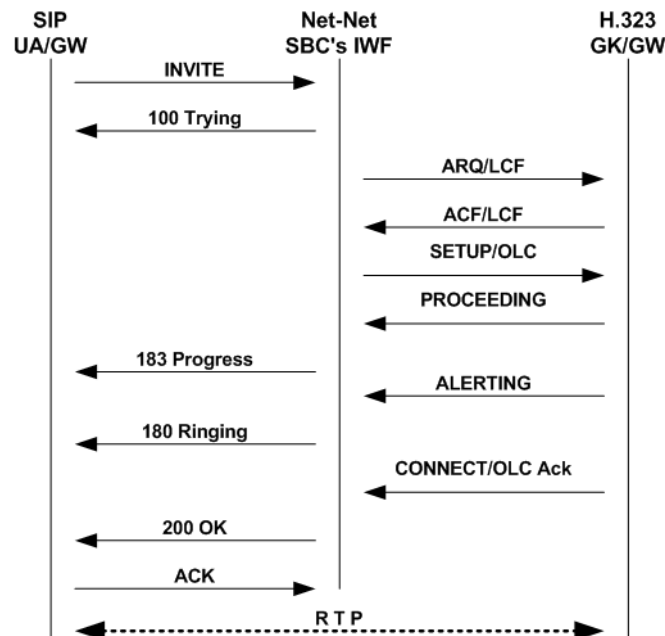 SIP
UA/GW
Net-Net
SBC's IWF
H.323
GK/GW
INVITE
100 Trying
ARQ/LCF
ACF/LCF
SETUP/OLC
PROCEEDING
183 Progress
ALERTING
180 Ringing
CONNECT/OLC Ack
200 OK
ACK
R T P